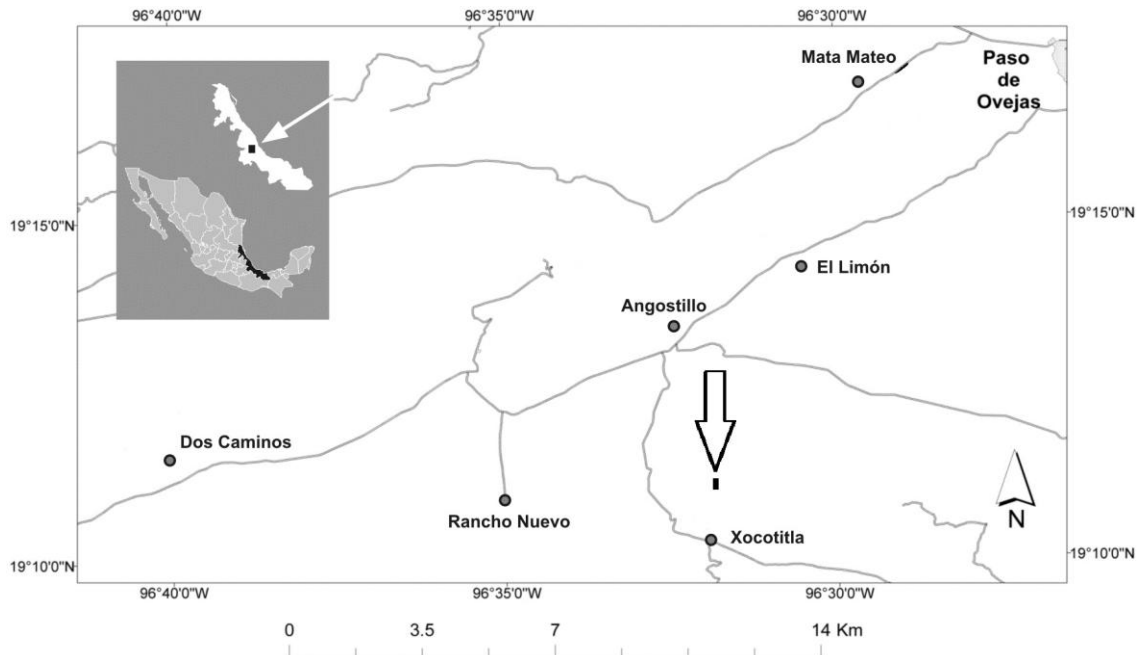 96°40'0"W
96°35'0"W
96°30'0"W
Mata Mateo
Paso
de
Ovejas
19°15'0"N
19°15'0"N
El Limón
Angostillo
Dos Caminos
Rancho Nuevo
N
Xocotitla
19°10'0"N
19°10'0"N
96°40'0"W
96°35'0"W
96°30'0"W
0
3.5
7
14 Km